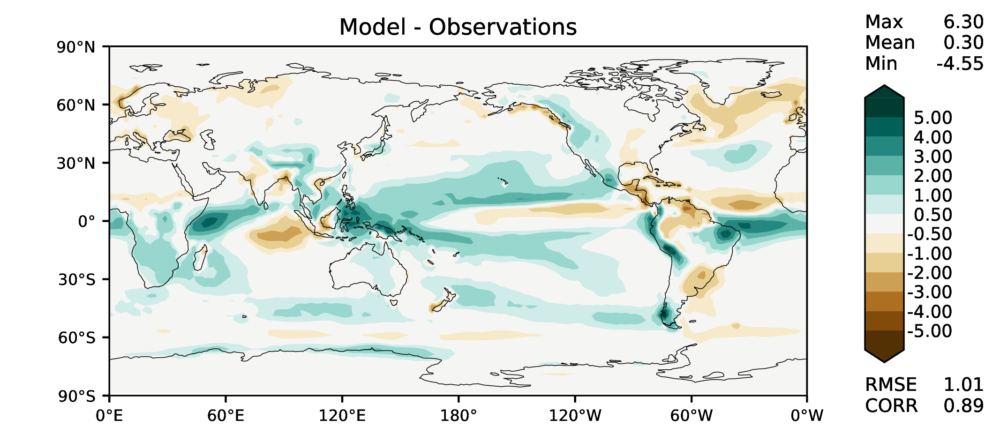 Model - Observations
Max 6.30
Mean 0.30
Min -4.55
90°N
60°N
30°N
0°
30°S
60°S
90°S
0°E 60°E 120°E 180° 120°W 60°W 0°W
5.00
4.00
3.00
2.00
1.00
0.50
-0.50
-1.00
-2.00
-3.00
-4.00
-5.00
RMSE 1.01
CORR 0.89